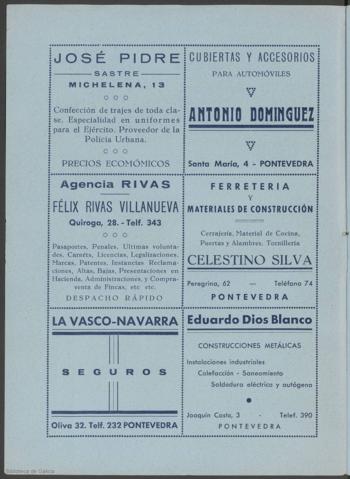 JOSÉ PIDRE
SASTRE
MICHELENA, 13
Confección de trajes de toda cla-
se. Especialidad en uniformes
para el Ejército. Proveedor de la
Policía Urbana.
PRECIOS ECOMÓMICOS
CUBIERTAS Y ACCESORIOS
PARA AUTOMÓVILES
ANTONIO DOMINGUEZ
Santa María, 4 - PONTEVEDRA
Agencia RIVAS
FÉLIX RIVAS VILLANUEVA
Quiroga, 28. - Telf. 343
Pasaportes, Penales, Ultimas volunta-
des. Carnéts, Licencias, Legalizaciones.
Marcas, Patentes, Instancias Reclama-
ciones, Altas, Bajas, Presentaciones en
Hacienda, Administraciones, y Compra-
venta de Fincas, etc etc.
DESPACHO RÁPIDO
FERRETERIA
Y
MATERIALES DE CONSTRUCCIÓN
Cerrajería, Material de Cocina,
Puertas y Alambres, Tornillería
CELESTINO SILVA
Peregrina, 62 — Teléfono 74
PONTEVEDRA
LA VASCO-NAVARRA
SEGUROS
Oliva 32. Telf. 232 PONTEVEDRA
Eduardo Dios Blanco
CONSTRUCCIONES METÁLICAS
Instalaciones industriales
Calefacción - Saneamiento
Soldadura eléctrica y autógena
Joaquín Costa, 3 - Telef. 390
PONTEVEDRA
Biblioteca de Galicia